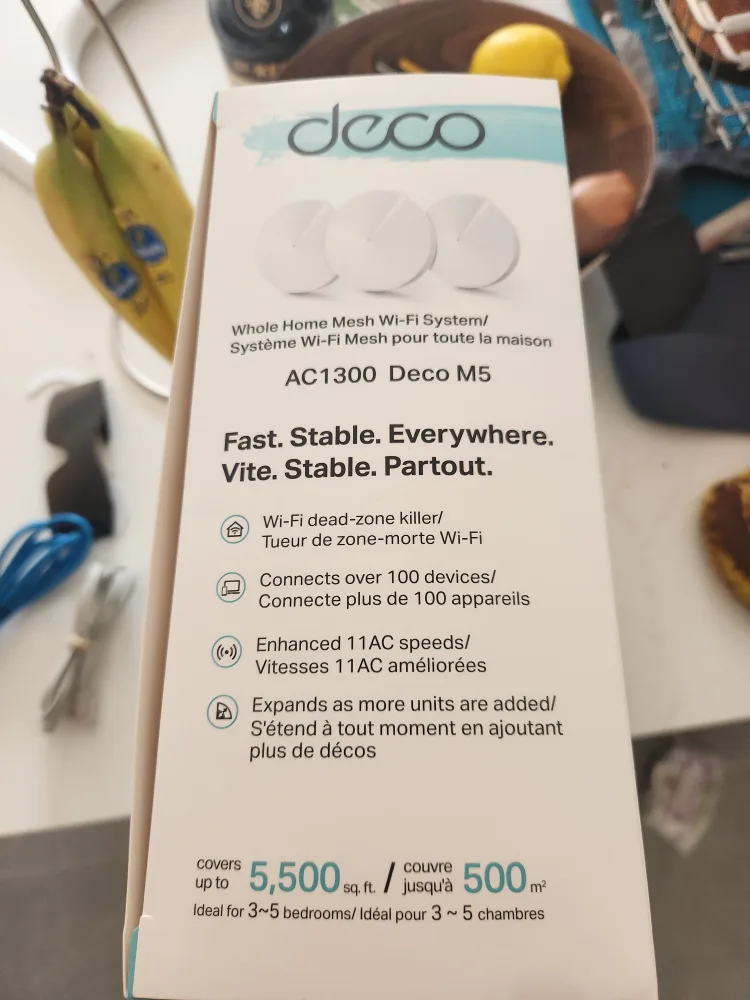 deco
Whole Home Mesh Wi-Fi System/
Système Wi-Fi Mesh pour toute la maison
AC1300 Deco M5
Fast. Stable. Everywhere.
Vite. Stable. Partout.
Wi-Fi dead-zone killer/
Tueur de zone-morte Wi-Fi
Connects over 100 devices/
Connecte plus de 100 appareils
Enhanced 11AC speeds/
Vitesses 11AC améliorées
Expands as more units are added/
S'étend à tout moment en ajoutant
plus de décos
covers up to 5,500 sq. ft. / couvre jusqu'à 500 m²
Ideal for 3~5 bedrooms/ Idéal pour 3 ~ 5 chambres